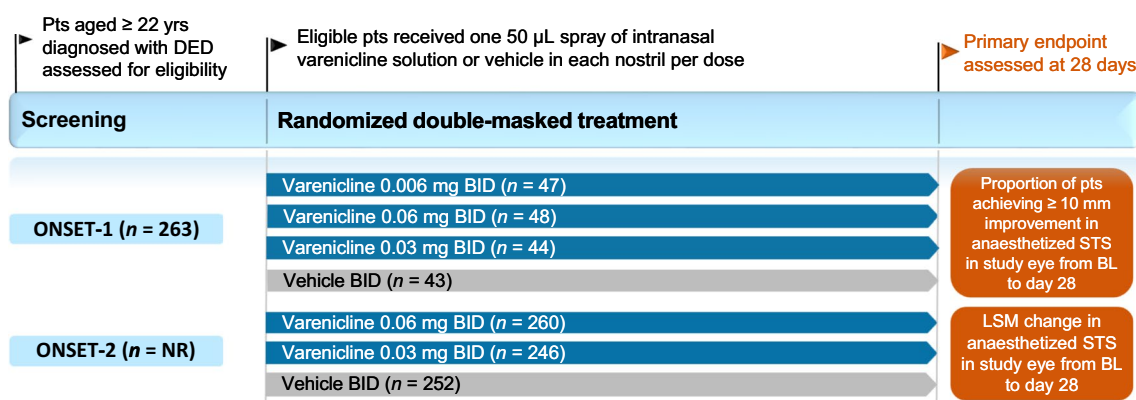 Pts aged ≥ 22 yrs
diagnosed with DED
assessed for eligibility
Eligible pts received one 50 µL spray of intranasal
varenicline solution or vehicle in each nostril per dose
Primary endpoint
assessed at 28 days
Screening
Randomized double-masked treatment
ONSET-1 (n = 263)
Varenicline 0.006 mg BID (n = 47)
Varenicline 0.06 mg BID (n = 48)
Varenicline 0.03 mg BID (n = 44)
Vehicle BID (n = 43)
Proportion of pts
achieving ≥ 10 mm
improvement in
anaesthetized STS
in study eye from BL
to day 28
ONSET-2 (n = NR)
Varenicline 0.06 mg BID (n = 260)
Varenicline 0.03 mg BID (n = 246)
Vehicle BID (n = 252)
LSM change in
anaesthetized STS
in study eye from BL
to day 28